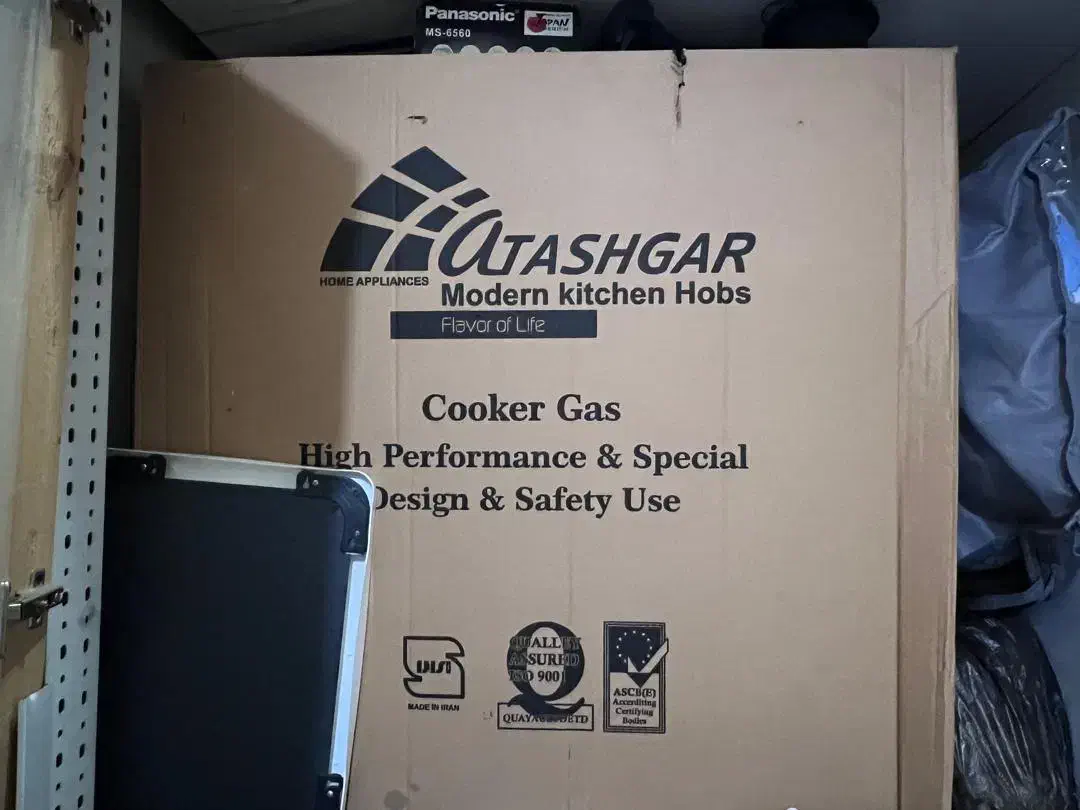 Panasonic
JAPAN
MS-6560
ATASHGAR
HOME APPLIANCES
Modern kitchen Hobs
Flavor of Life
Cooker Gas
High Performance & Special
Design & Safety Use
MADE IN IRAN
ASSURED
ISO 9001
ASCB(E)
Accrediting
Certifying
Bodies